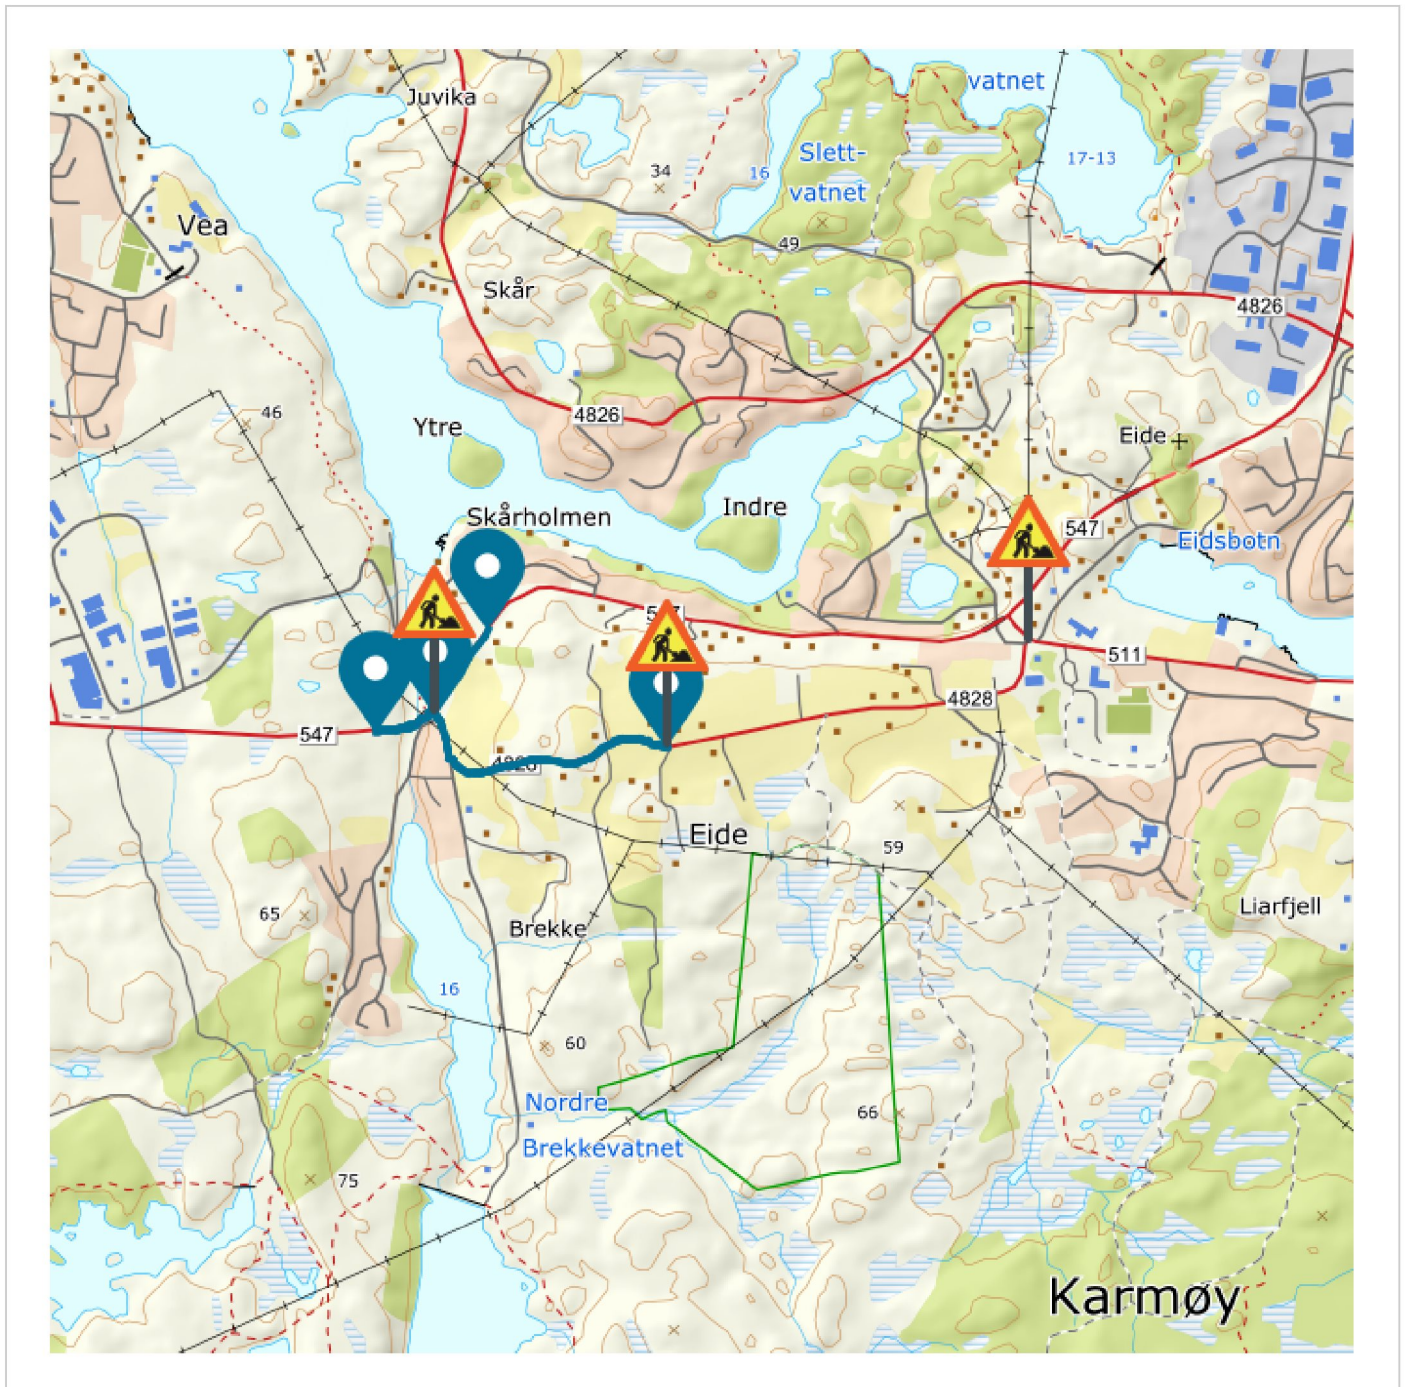 Juvika
vatnet
17-13
Slett-
vatnet
34
16
Vea
49
Skår
4826
4826
46
Ytre
Eide
Indre
Skårholmen
547
Eidsbotn
511
4828
547
Eide
59
65
Brekke
Liarfjell
16
60
Nordre
66
Brekkevatnet
75
Karmøy